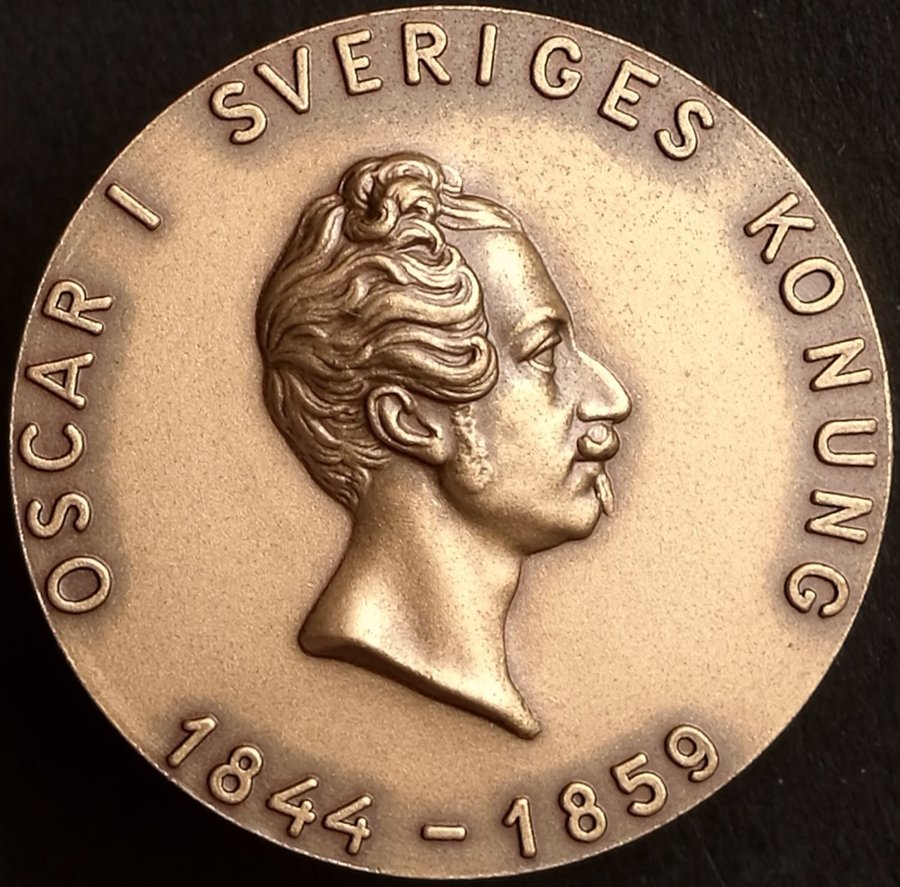 OSCAR I SVERIGES KONUNG
1844 - 1859